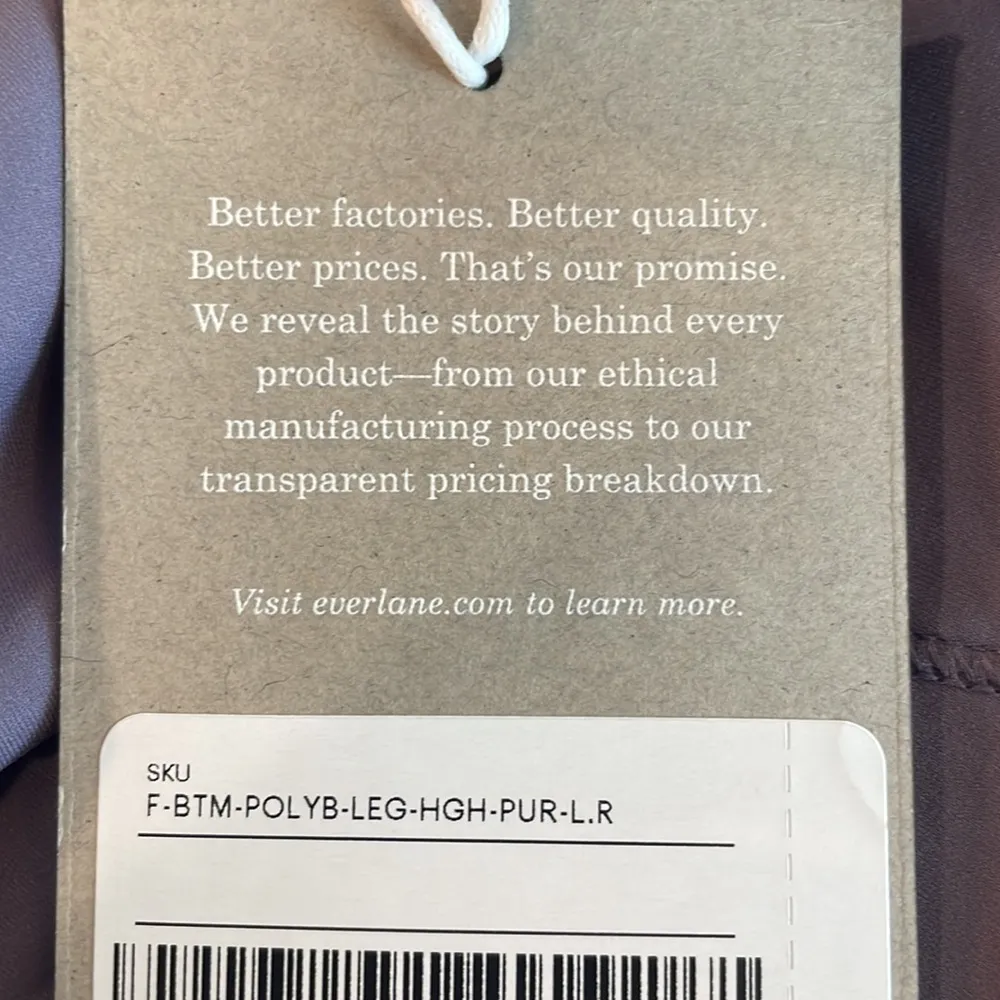 Better factories. Better quality.
Better prices. That's our promise.
We reveal the story behind every
product—from our ethical
manufacturing process to our
transparent pricing breakdown.
Visit everlane.com to learn more.
SKU
F-BTM-POLYB-LEG-HGH-PUR-L.R